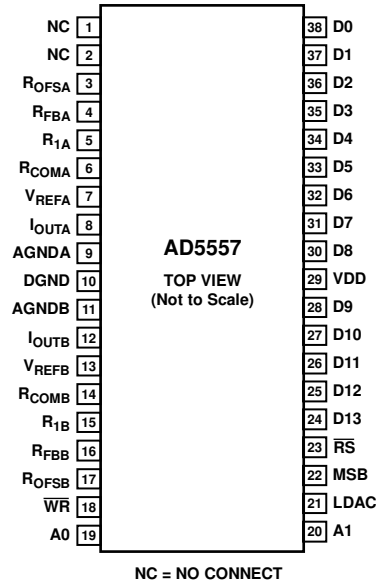 NC 1
NC 2
ROFSA 3
RFBA 4
R1A 5
RCOMA 6
VREFA 7
IOUTA 8
AGNDA 9
DGND 10
AGNDB 11
IOUTB 12
VREFB 13
RCOMB 14
R1B 15
RFBB 16
ROFSB 17
WR 18
A0 19
AD5557
TOP VIEW
(Not to Scale)
38 D0
37 D1
36 D2
35 D3
34 D4
33 D5
32 D6
31 D7
30 D8
29 VDD
28 D9
27 D10
26 D11
25 D12
24 D13
23 RS
22 MSB
21 LDAC
20 A1
NC = NO CONNECT